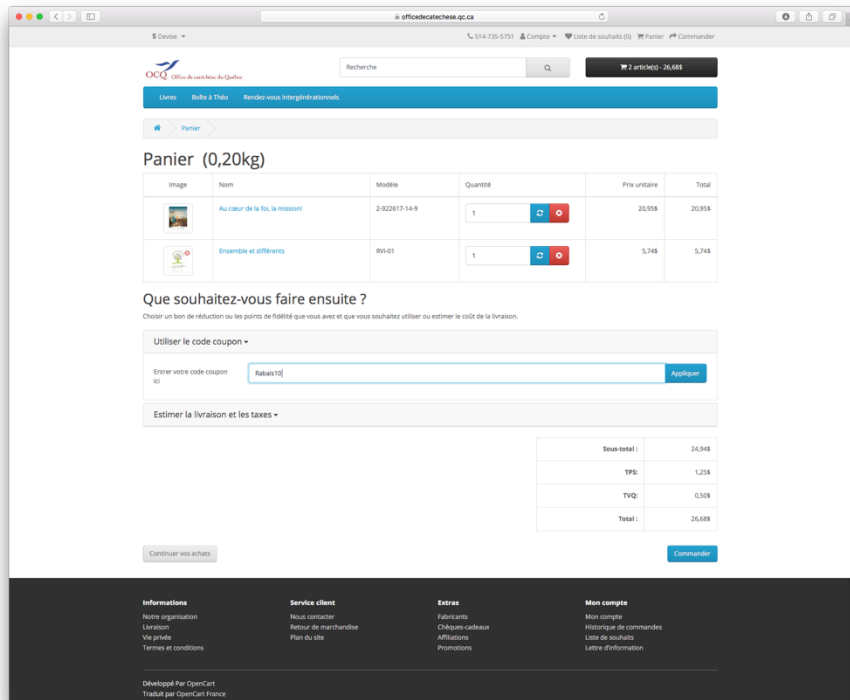 officedecatechese.qc.ca
$ Devise
514-735-5751 Compte Liste de souhaits (0) Panier Commander
OCQ Office de catéchèse du Québec
Recherche
2 article(s) - 26,68$
Livres Boîte à Théo Rendez-vous intergénérationnels
Panier
Panier (0,20kg)
Image Nom Modèle Quantité Prix unitaire Total
Au cœur de la foi, la mission! 2-922617-14-9 1 20,95$ 20,95$
Ensemble et différents RVI-01 1 5,74$ 5,74$
Que souhaitez-vous faire ensuite ?
Choisir un bon de réduction ou les points de fidélité que vous avez et que vous souhaitez utiliser ou estimer le coût de la livraison.
Utiliser le code coupon
Entrer votre code coupon ici
Rabais10
Appliquer
Estimer la livraison et les taxes
Sous-total : 24,94$
TPS: 1,25$
TVQ: 0,50$
Total : 26,68$
Continuer vos achats
Commander
Informations
Notre organisation
Livraison
Vie privée
Termes et conditions
Service client
Nous contacter
Retour de marchandise
Plan du site
Extras
Fabricants
Chèques-cadeaux
Affiliations
Promotions
Mon compte
Mon compte
Historique de commandes
Liste de souhaits
Lettre d'information
Développé Par OpenCart
Traduit par OpenCart France